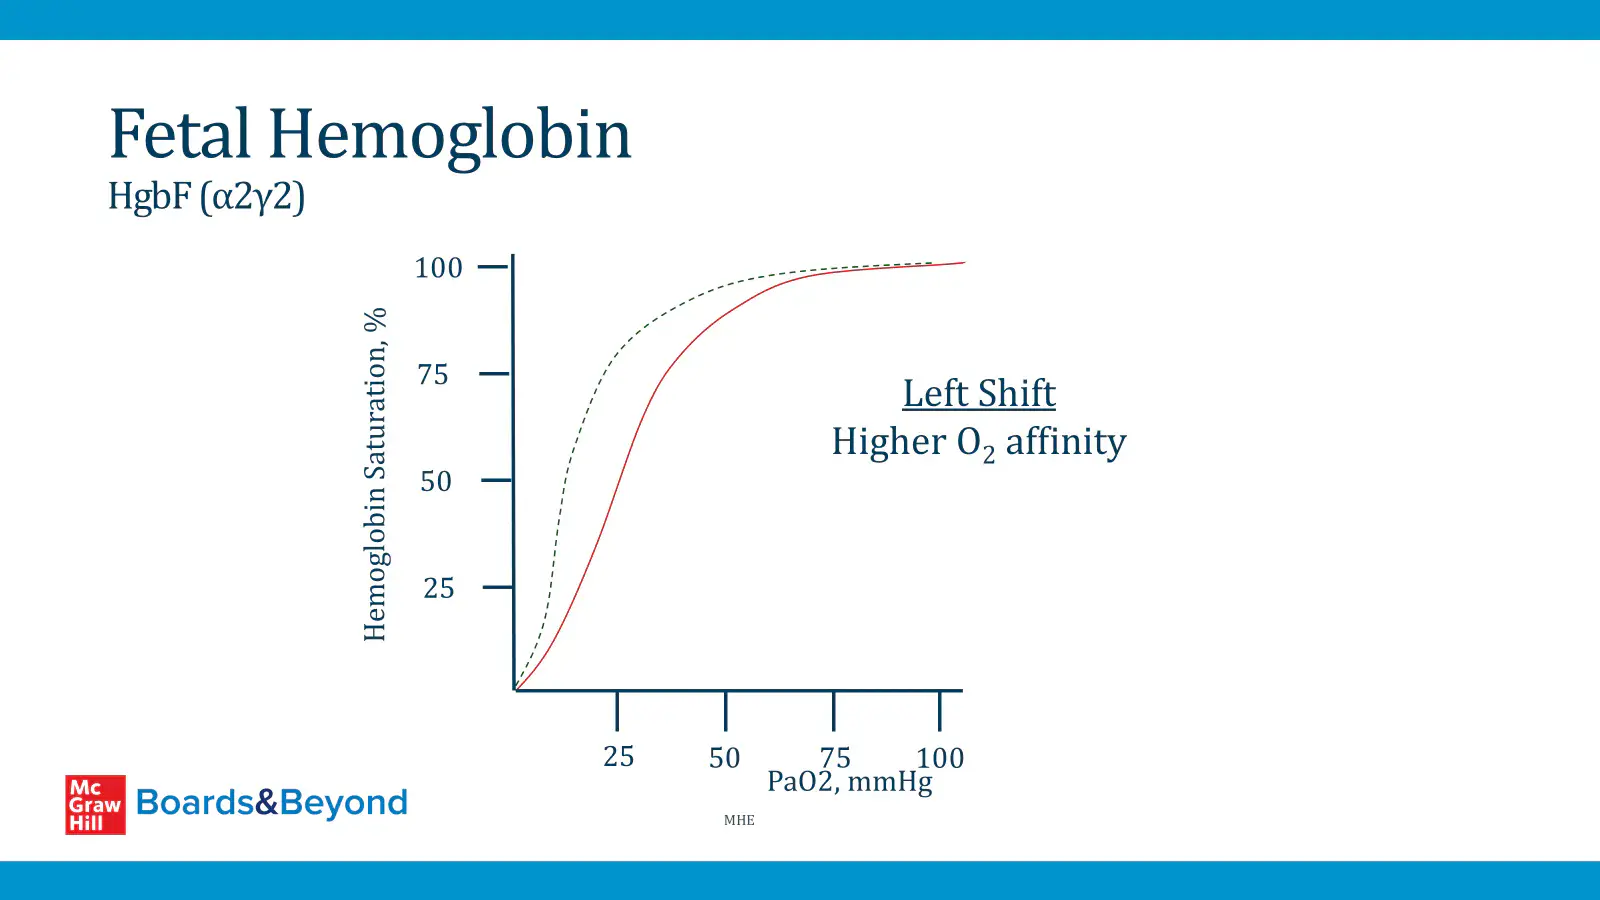 Fetal Hemoglobin
HgbF (α2γ2)
100
75
50
25
Hemoglobin Saturation, %
Left Shift
Higher O₂ affinity
25 50 75 100
PaO2, mmHg
Mc
Graw
Hill
Boards&Beyond
MHE